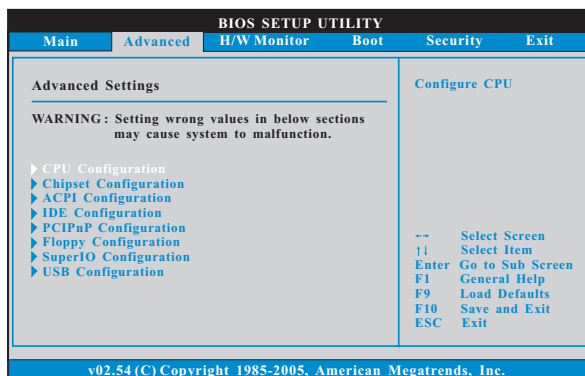 BIOS SETUP UTILITY
Main Advanced H/W Monitor Boot Security Exit
Advanced Settings
WARNING : Setting wrong values in below sections
may cause system to malfunction.
CPU Configuration
Chipset Configuration
ACPI Configuration
IDE Configuration
PCIPnP Configuration
Floppy Configuration
SuperIO Configuration
USB Configuration
Configure CPU
←→ Select Screen
↑↓ Select Item
Enter Go to Sub Screen
F1 General Help
F9 Load Defaults
F10 Save and Exit
ESC Exit
v02.54 (C) Copyright 1985-2005, American Megatrends, Inc.